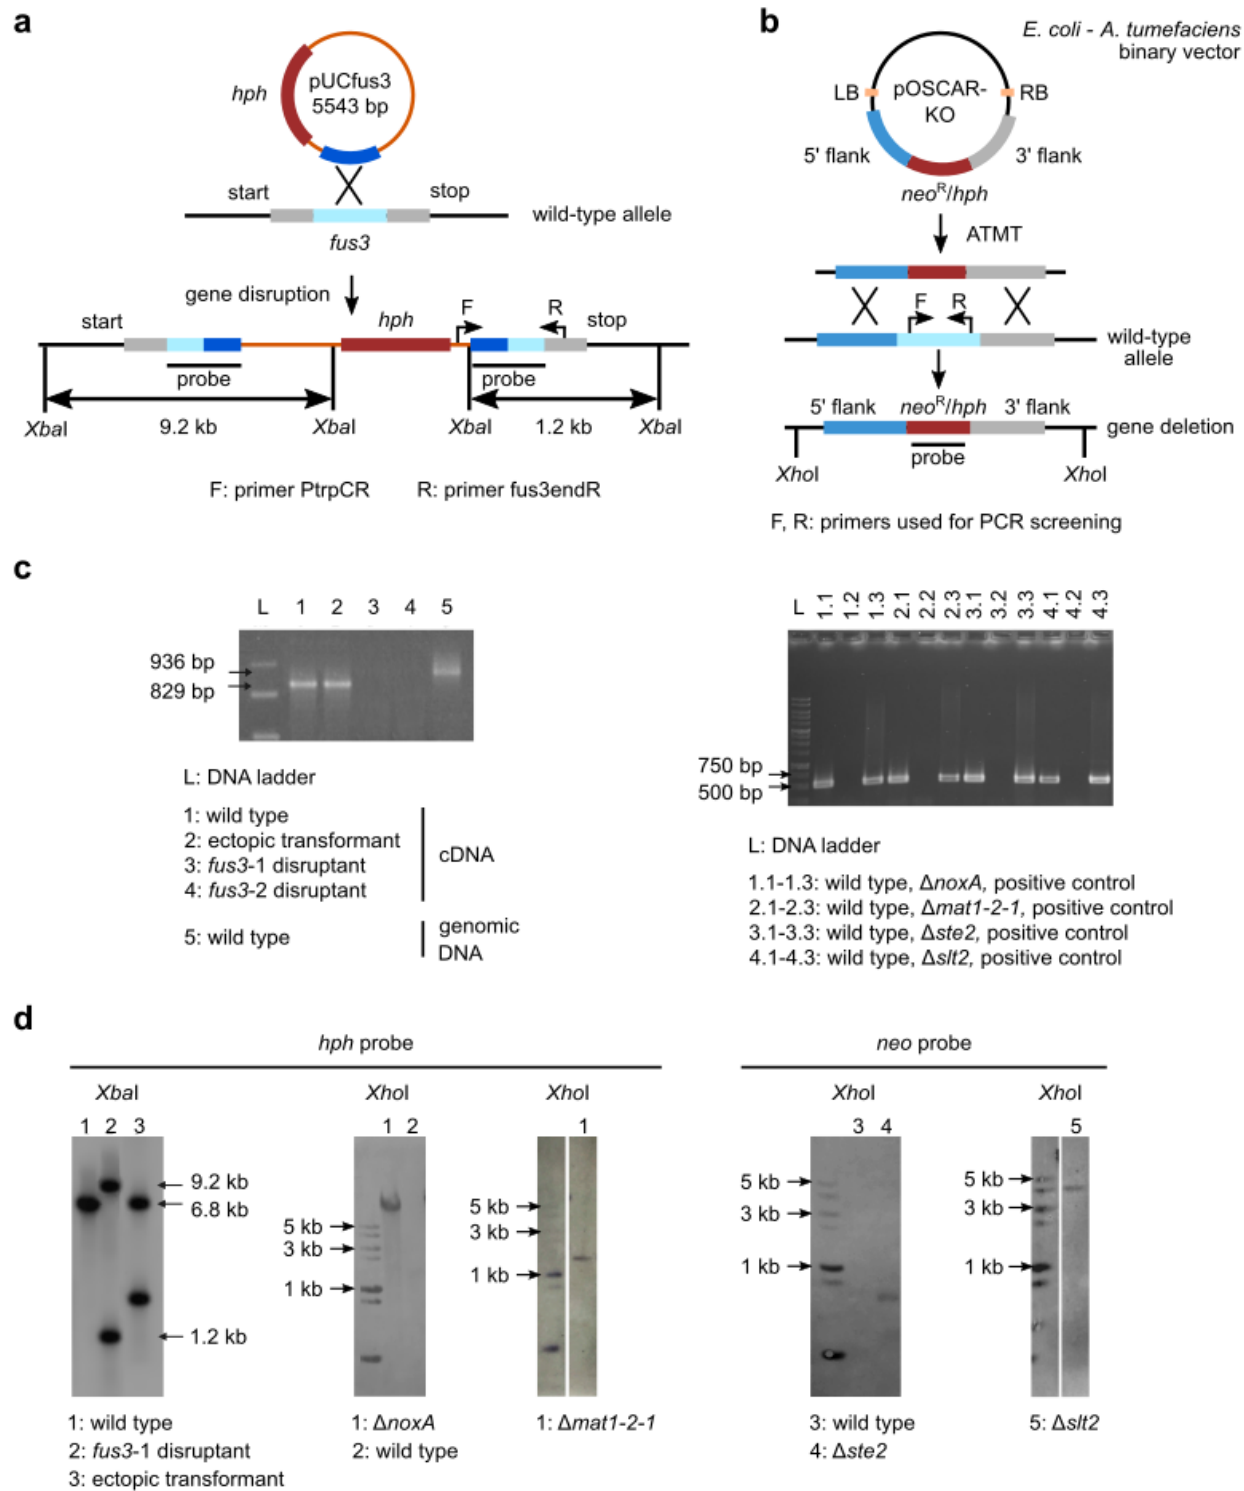 a
hph
pUCfus3
5543 bp
start
stop
wild-type allele
fus3
gene disruption
start
hph
F
R
stop
probe
probe
XbaI
9.2 kb
XbaI
XbaI
1.2 kb
XbaI
F: primer PtrpCR
R: primer fus3endR
b
E. coli - A. tumefaciens
binary vector
LB
pOSCAR-
KO
RB
5' flank
3' flank
neoR/hph
ATMT
F
R
wild-type
allele
5' flank
neoR/hph
3' flank
gene deletion
probe
XhoI
XhoI
F, R: primers used for PCR screening
c
L 1 2 3 4 5
936 bp
829 bp
L: DNA ladder
1: wild type
2: ectopic transformant
3: fus3-1 disruptant
4: fus3-2 disruptant
cDNA
5: wild type
genomic
DNA
L 1.1 1.2 1.3 2.1 2.2 2.3 3.1 3.2 3.3 4.1 4.2 4.3
750 bp
500 bp
L: DNA ladder
1.1-1.3: wild type, ΔnoxA, positive control
2.1-2.3: wild type, Δmat1-2-1, positive control
3.1-3.3: wild type, Δste2, positive control
4.1-4.3: wild type, Δslt2, positive control
d
hph probe
XbaI
1 2 3
9.2 kb
6.8 kb
1.2 kb
1: wild type
2: fus3-1 disruptant
3: ectopic transformant
XhoI
1 2
5 kb
3 kb
1 kb
1: ΔnoxA
2: wild type
XhoI
1
5 kb
3 kb
1 kb
1: Δmat1-2-1
neo probe
XhoI
3 4
5 kb
3 kb
1 kb
3: wild type
4: Δste2
XhoI
5
5 kb
3 kb
1 kb
5: Δslt2